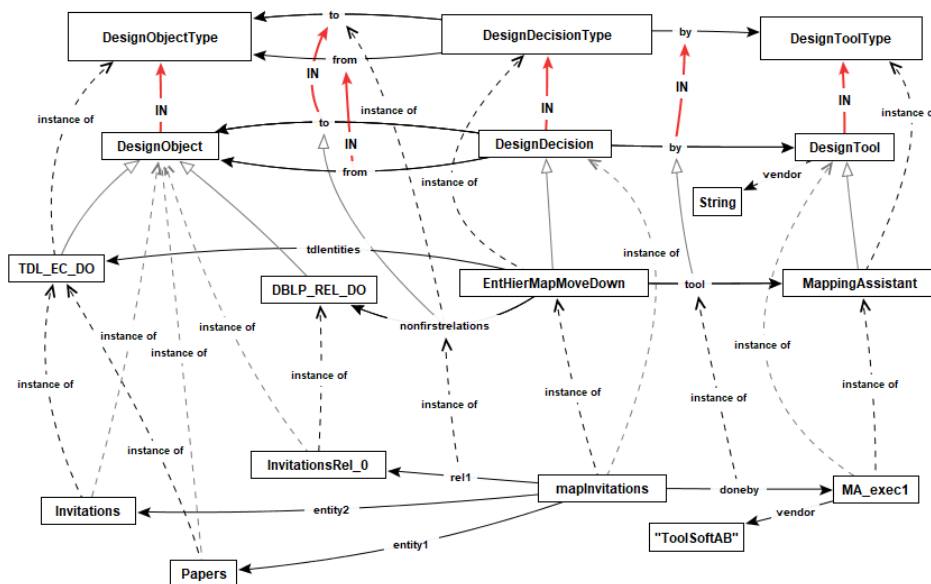 to
DesignObjectType
DesignDecisionType
by
DesignToolType
from
IN
IN
IN
IN
IN
IN
instance of
instance of
instance of
to
DesignObject
DesignDecision
by
DesignTool
from
instance of
vendor
String
tdlentities
instance of
TDL_EC_DO
DBLP_REL_DO
EntHierMapMoveDown
tool
MappingAssistant
nonfirstrelations
instance of
instance of
instance of
instance of
instance of
instance of
instance of
instance of
instance of
instance of
instance of
InvitationsRel_0
rel1
mapInvitations
doneby
MA_exec1
Invitations
entity2
vendor
"ToolSoftAB"
entity1
Papers